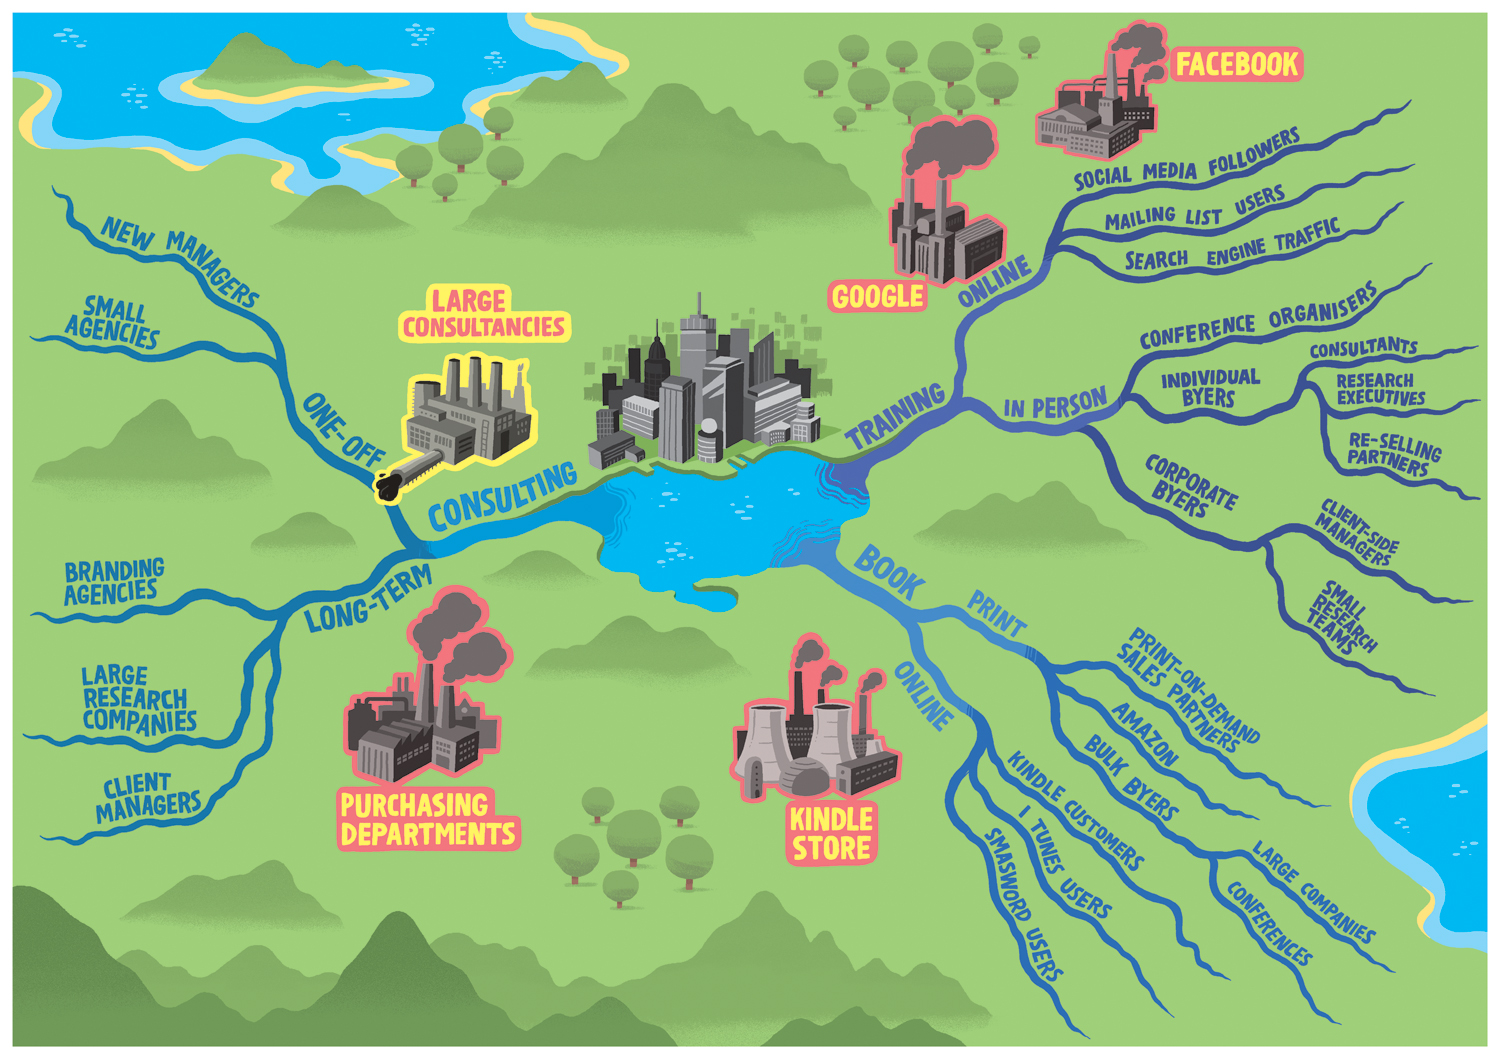 FACEBOOK
SOCIAL MEDIA FOLLOWERS
MAILING LIST USERS
SEARCH ENGINE TRAFFIC
GOOGLE
ONLINE
NEW MANAGERS
SMALL
AGENCIES
LARGE
CONSULTANCIES
ONE-OFF
CONSULTING
TRAINING
IN PERSON
CONFERENCE ORGANISERS
INDIVIDUAL
BYERS
CONSULTANTS
RESEARCH
EXECUTIVES
RE-SELLING
PARTNERS
CORPORATE
BYERS
CLIENT-SIDE
MANAGERS
SMALL
RESEARCH
TEAMS
BRANDING
AGENCIES
LONG-TERM
LARGE
RESEARCH
COMPANIES
CLIENT
MANAGERS
PURCHASING
DEPARTMENTS
BOOK
PRINT
PRINT-ON-DEMAND
SALES PARTNERS
AMAZON
BULK BYERS
LARGE COMPANIES
CONFERENCES
ONLINE
KINDLE CUSTOMERS
I TUNES USERS
SMASWORD USERS
KINDLE
STORE